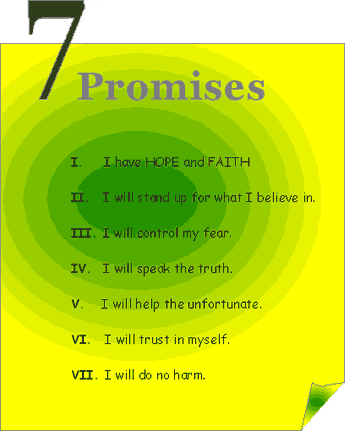 7 Promises
I. I have HOPE and FAITH
II. I will stand up for what I believe in.
III. I will control my fear.
IV. I will speak the truth.
V. I will help the unfortunate.
VI. I will trust in myself.
VII. I will do no harm.